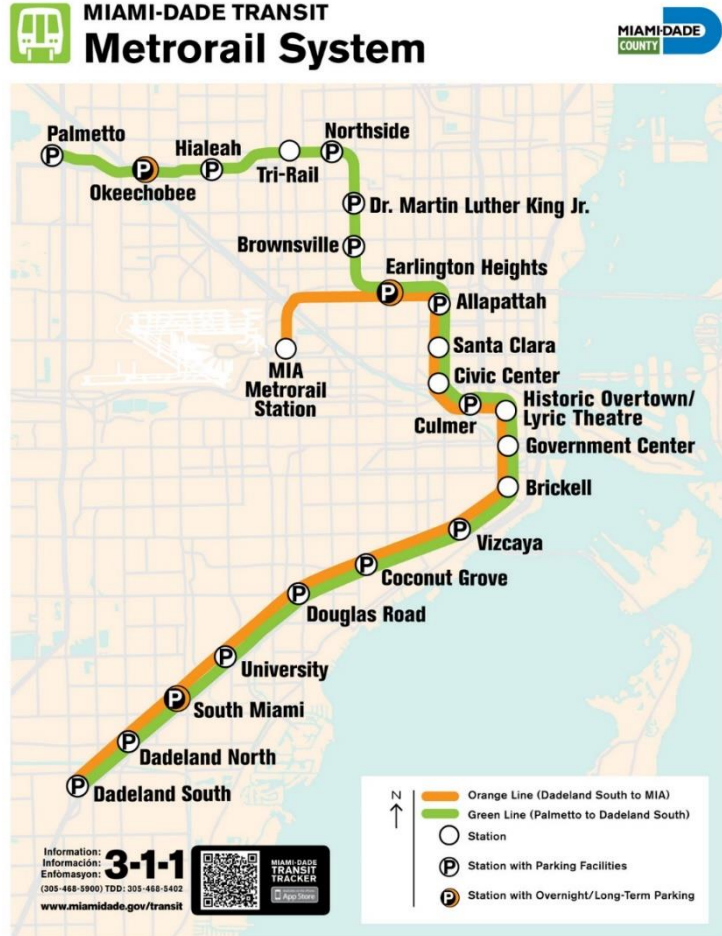 MIAMI-DADE TRANSIT
Metrorail System
MIAMI-DADE
COUNTY
Palmetto
Okeechobee
Hialeah
Tri-Rail
Northside
Dr. Martin Luther King Jr.
Brownsville
Earlington Heights
Allapattah
MIA
Metrorail
Station
Santa Clara
Civic Center
Culmer
Historic Overtown/
Lyric Theatre
Government Center
Brickell
Vizcaya
Coconut Grove
Douglas Road
University
South Miami
Dadeland North
Dadeland South
N
Orange Line (Dadeland South to MIA)
Green Line (Palmetto to Dadeland South)
Station
P Station with Parking Facilities
P Station with Overnight/Long-Term Parking
Information:
Información:
Enfòmasyon:
3-1-1
(305-468-5900) TDD: 305-468-5402
www.miamidade.gov/transit
MIAMI-DADE
TRANSIT
TRACKER
App Store